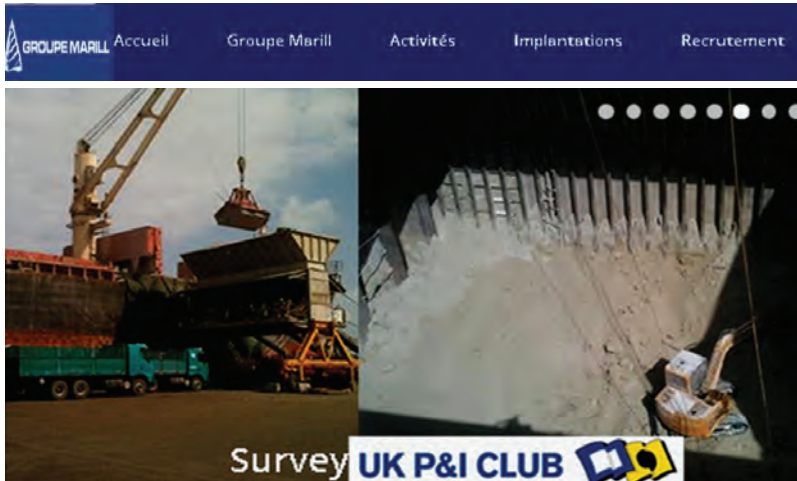 GROUPE MARILL Accueil Groupe Marill Activités Implantations Recrutement
Survey UK P&I CLUB